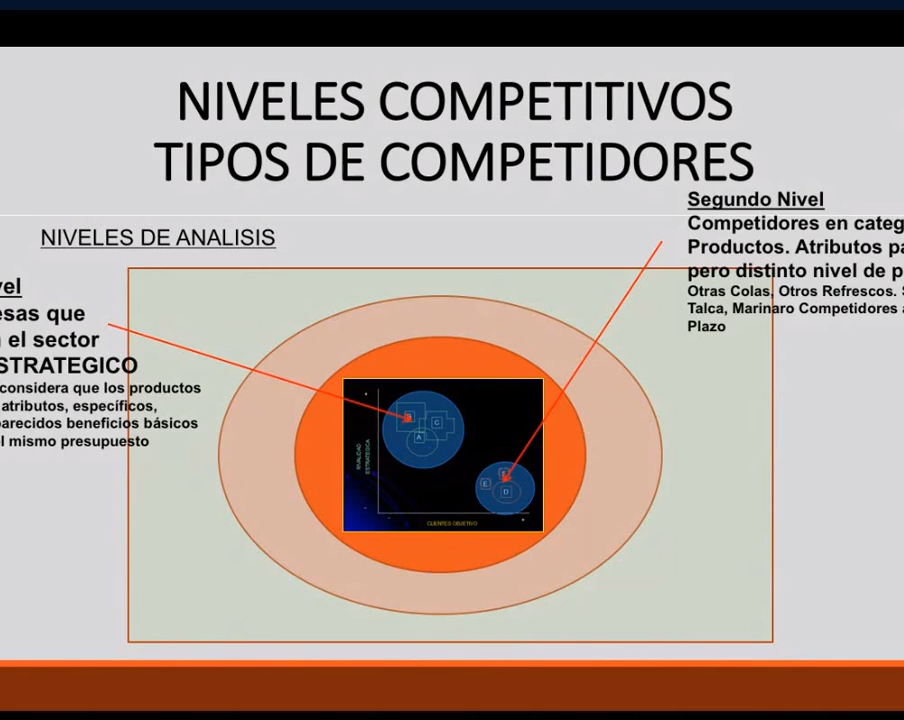 NIVELES COMPETITIVOS
TIPOS DE COMPETIDORES
NIVELES DE ANALISIS
vel
esas que
el sector
STRATEGICO
considera que los productos
atributos, específicos,
parecidos beneficios básicos
l mismo presupuesto
Segundo Nivel
Competidores en categ
Productos. Atributos pa
pero distinto nivel de p
Otras Colas, Otros Refrescos. S
Talca, Marinaro Competidores a
Plazo
RIVALIDAD
ESTRATEGICA
B
C
A
E
D
CLIENTES OBJETIVO